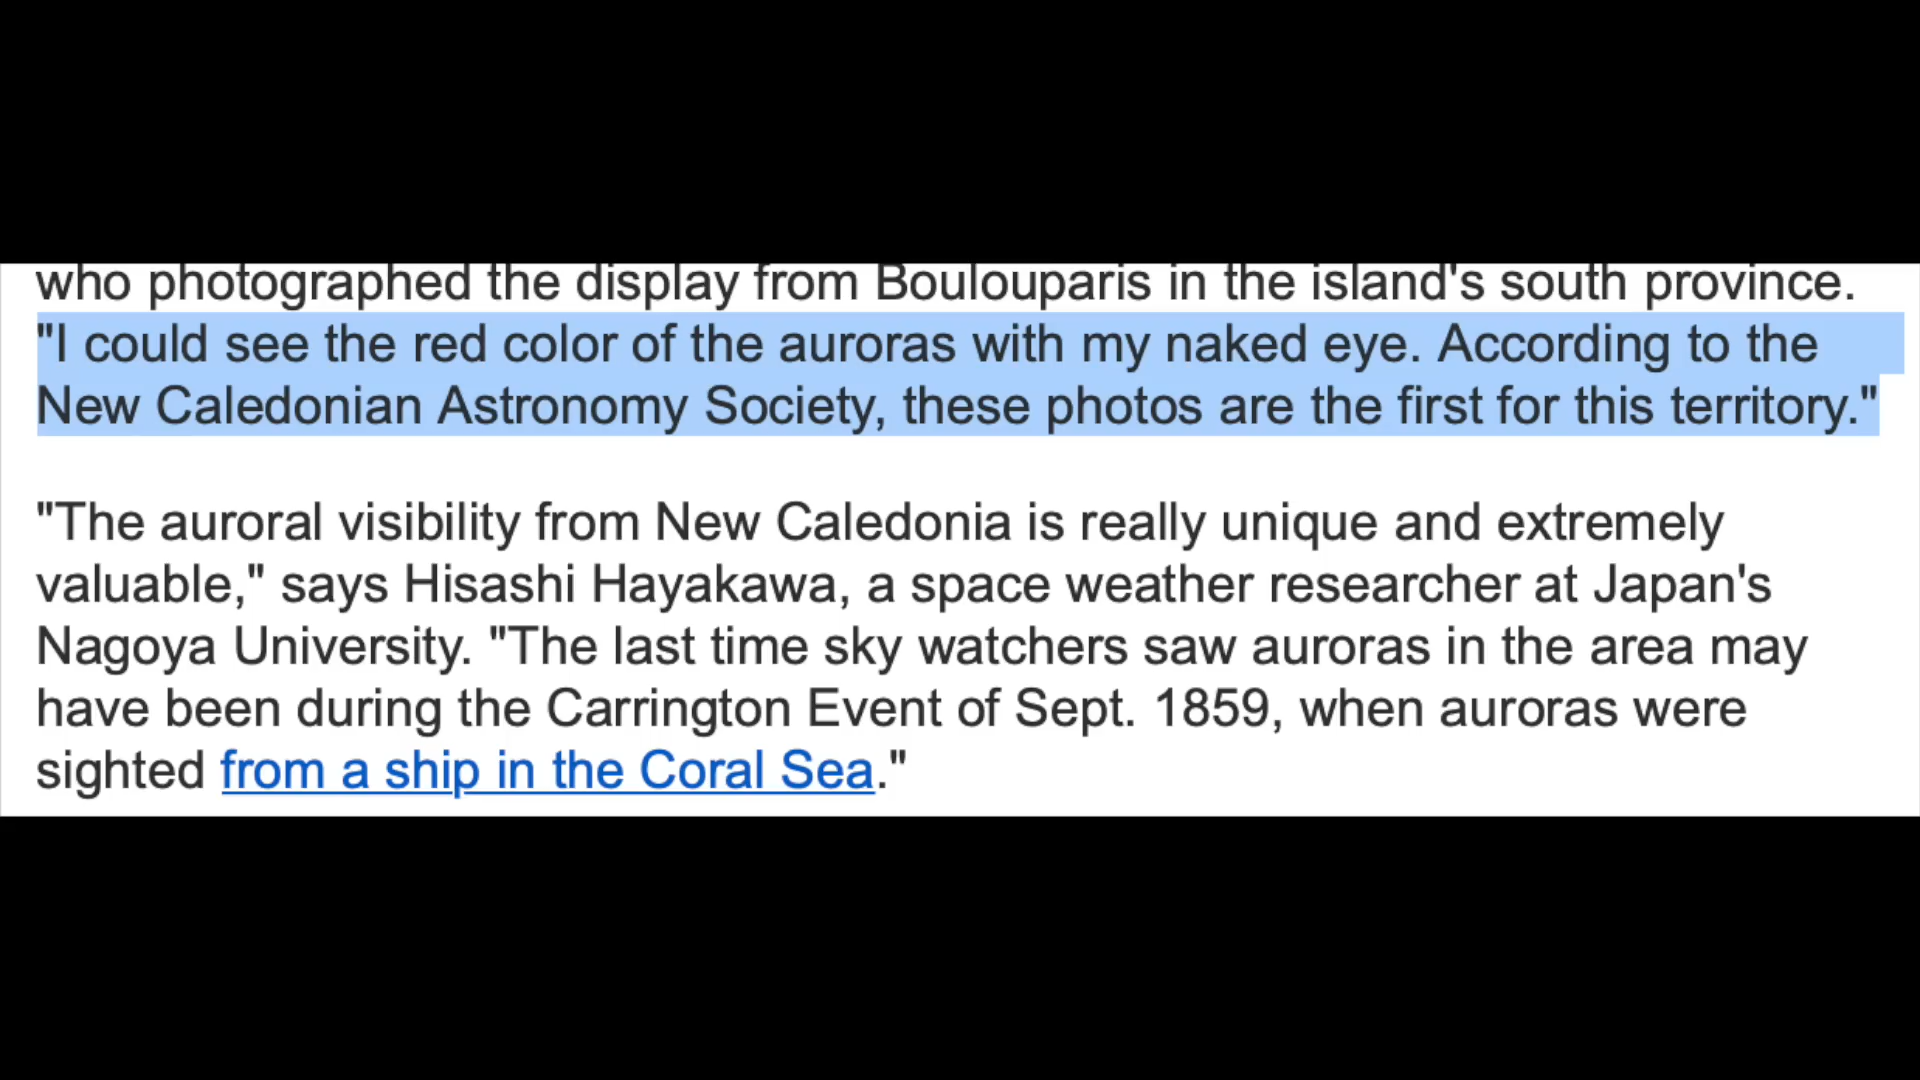 who photographed the display from Boulouparis in the island's south province.
"I could see the red color of the auroras with my naked eye. According to the
New Caledonian Astronomy Society, these photos are the first for this territory."
"The auroral visibility from New Caledonia is really unique and extremely
valuable," says Hisashi Hayakawa, a space weather researcher at Japan's
Nagoya University. "The last time sky watchers saw auroras in the area may
have been during the Carrington Event of Sept. 1859, when auroras were
sighted from a ship in the Coral Sea."